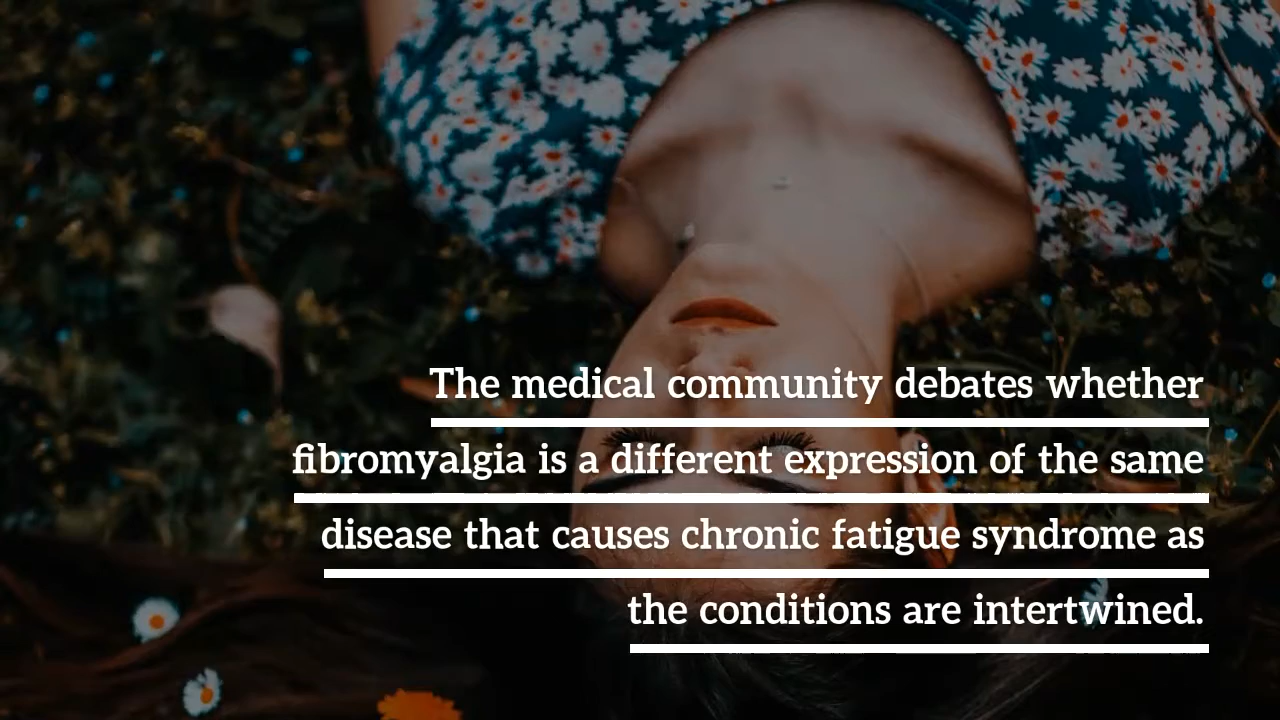 The medical community debates whether
fibromyalgia is a different expression of the same
disease that causes chronic fatigue syndrome as
the conditions are intertwined.